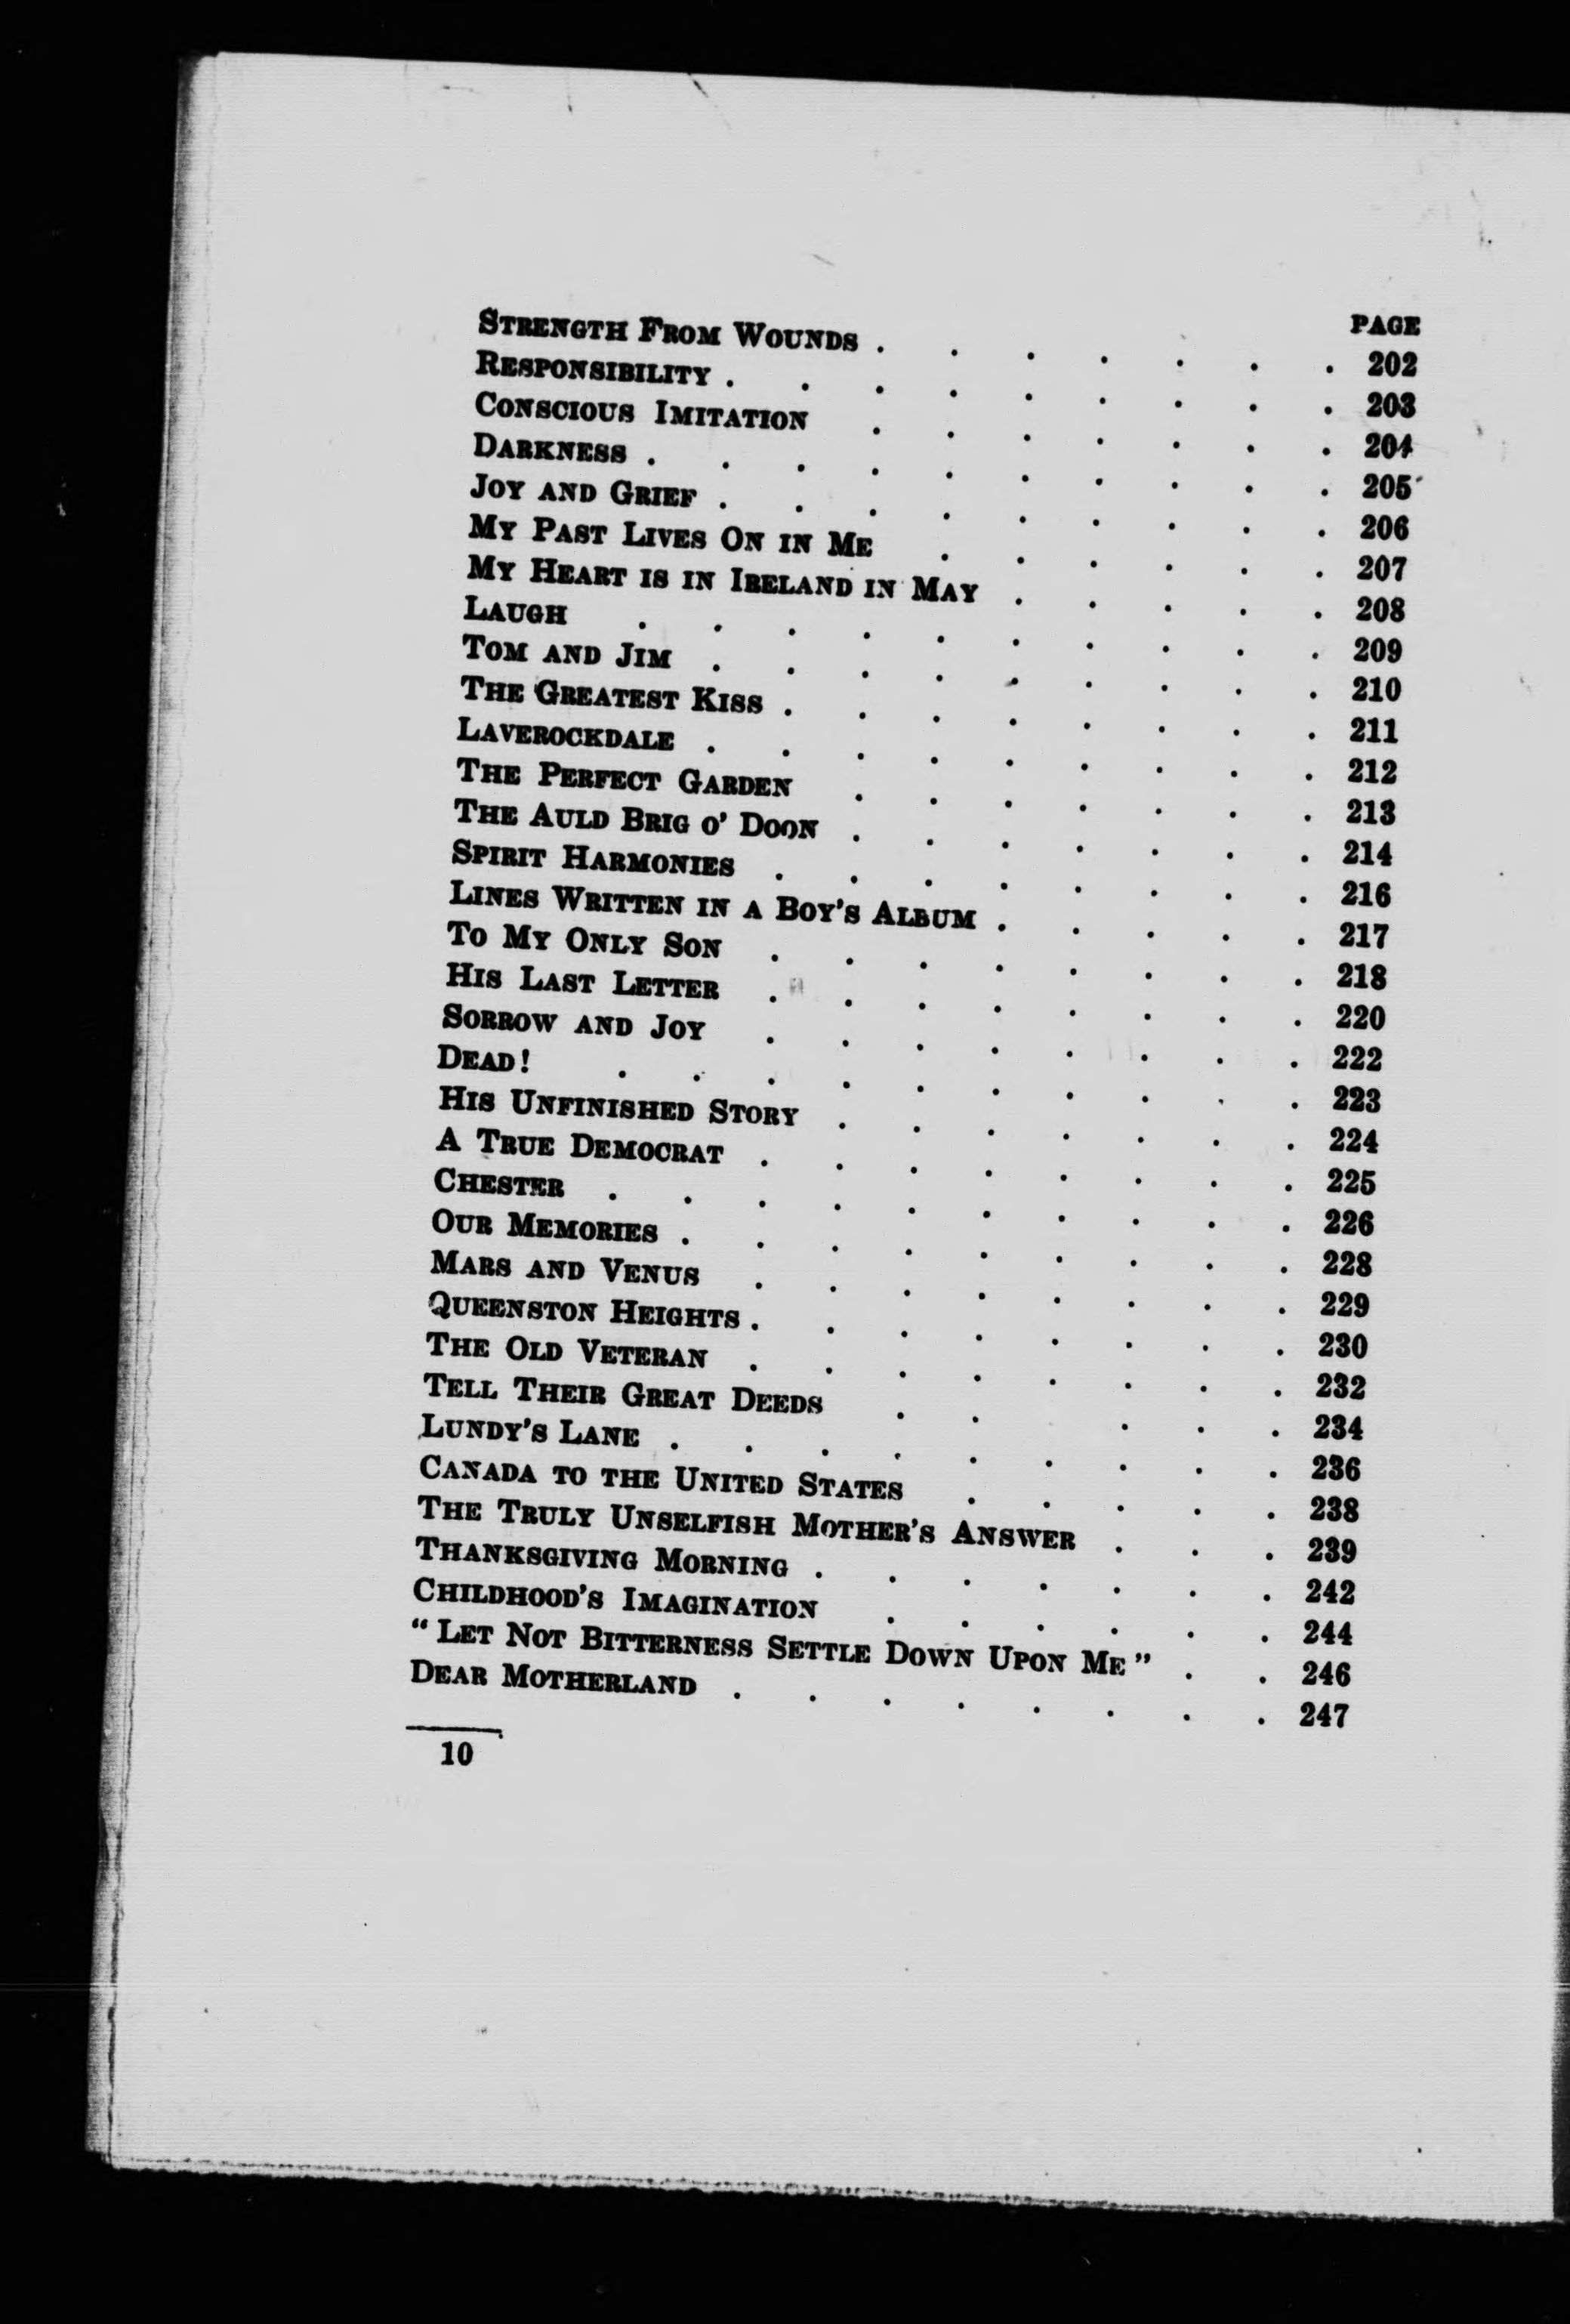 PAGE
STRENGTH FROM WOUNDS . . . . . . . 202
RESPONSIBILITY . . . . . . . . . 203
CONSCIOUS IMITATION . . . . . . . 204
DARKNESS . . . . . . . . . . 205
JOY AND GRIEF . . . . . . . . . 206
MY PAST LIVES ON IN ME . . . . . . 207
MY HEART IS IN IRELAND IN MAY . . . . . 208
LAUGH . . . . . . . . . . 209
TOM AND JIM . . . . . . . . . 210
THE GREATEST KISS . . . . . . . . 211
LAVEROCKDALE . . . . . . . . . 212
THE PERFECT GARDEN . . . . . . . 213
THE AULD BRIG O' DOON . . . . . . . 214
SPIRIT HARMONIES . . . . . . . . 216
LINES WRITTEN IN A BOY'S ALBUM . . . . . 217
TO MY ONLY SON . . . . . . . . 218
HIS LAST LETTER . . . . . . . . 220
SORROW AND JOY . . . . . . . . 222
DEAD! . . . . . . . . . . 223
HIS UNFINISHED STORY . . . . . . . 224
A TRUE DEMOCRAT . . . . . . . . 225
CHESTER . . . . . . . . . . 226
OUR MEMORIES . . . . . . . . . 228
MARS AND VENUS . . . . . . . . 229
QUEENSTON HEIGHTS . . . . . . . . 230
THE OLD VETERAN . . . . . . . . 232
TELL THEIR GREAT DEEDS . . . . . 234
LUNDY'S LANE . . . . . . . . . 236
CANADA TO THE UNITED STATES . . . . . 238
THE TRULY UNSELFISH MOTHER'S ANSWER . . . 239
THANKSGIVING MORNING . . . . . . . 242
CHILDHOOD'S IMAGINATION . . . . . . 244
"LET NOT BITTERNESS SETTLE DOWN UPON ME" . . 246
DEAR MOTHERLAND . . . . . . . . 247
10